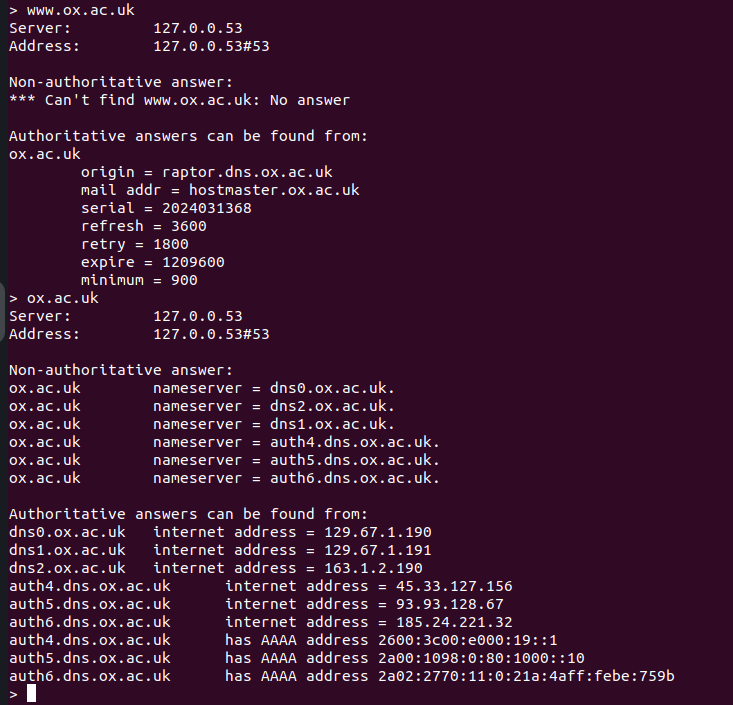 > www.ox.ac.uk
Server: 127.0.0.53
Address: 127.0.0.53#53
Non-authoritative answer:
*** Can't find www.ox.ac.uk: No answer
Authoritative answers can be found from:
ox.ac.uk
origin = raptor.dns.ox.ac.uk
mail addr = hostmaster.ox.ac.uk
serial = 2024031368
refresh = 3600
retry = 1800
expire = 1209600
minimum = 900
> ox.ac.uk
Server: 127.0.0.53
Address: 127.0.0.53#53
Non-authoritative answer:
ox.ac.uk nameserver = dns0.ox.ac.uk.
ox.ac.uk nameserver = dns2.ox.ac.uk.
ox.ac.uk nameserver = dns1.ox.ac.uk.
ox.ac.uk nameserver = auth4.dns.ox.ac.uk.
ox.ac.uk nameserver = auth5.dns.ox.ac.uk.
ox.ac.uk nameserver = auth6.dns.ox.ac.uk.
Authoritative answers can be found from:
dns0.ox.ac.uk internet address = 129.67.1.190
dns1.ox.ac.uk internet address = 129.67.1.191
dns2.ox.ac.uk internet address = 163.1.2.190
auth4.dns.ox.ac.uk internet address = 45.33.127.156
auth5.dns.ox.ac.uk internet address = 93.93.128.67
auth6.dns.ox.ac.uk internet address = 185.24.221.32
auth4.dns.ox.ac.uk has AAAA address 2600:3c00:e000:19::1
auth5.dns.ox.ac.uk has AAAA address 2a00:1098:0:80:1000::10
auth6.dns.ox.ac.uk has AAAA address 2a02:2770:11:0:21a:4aff:febe:759b
>